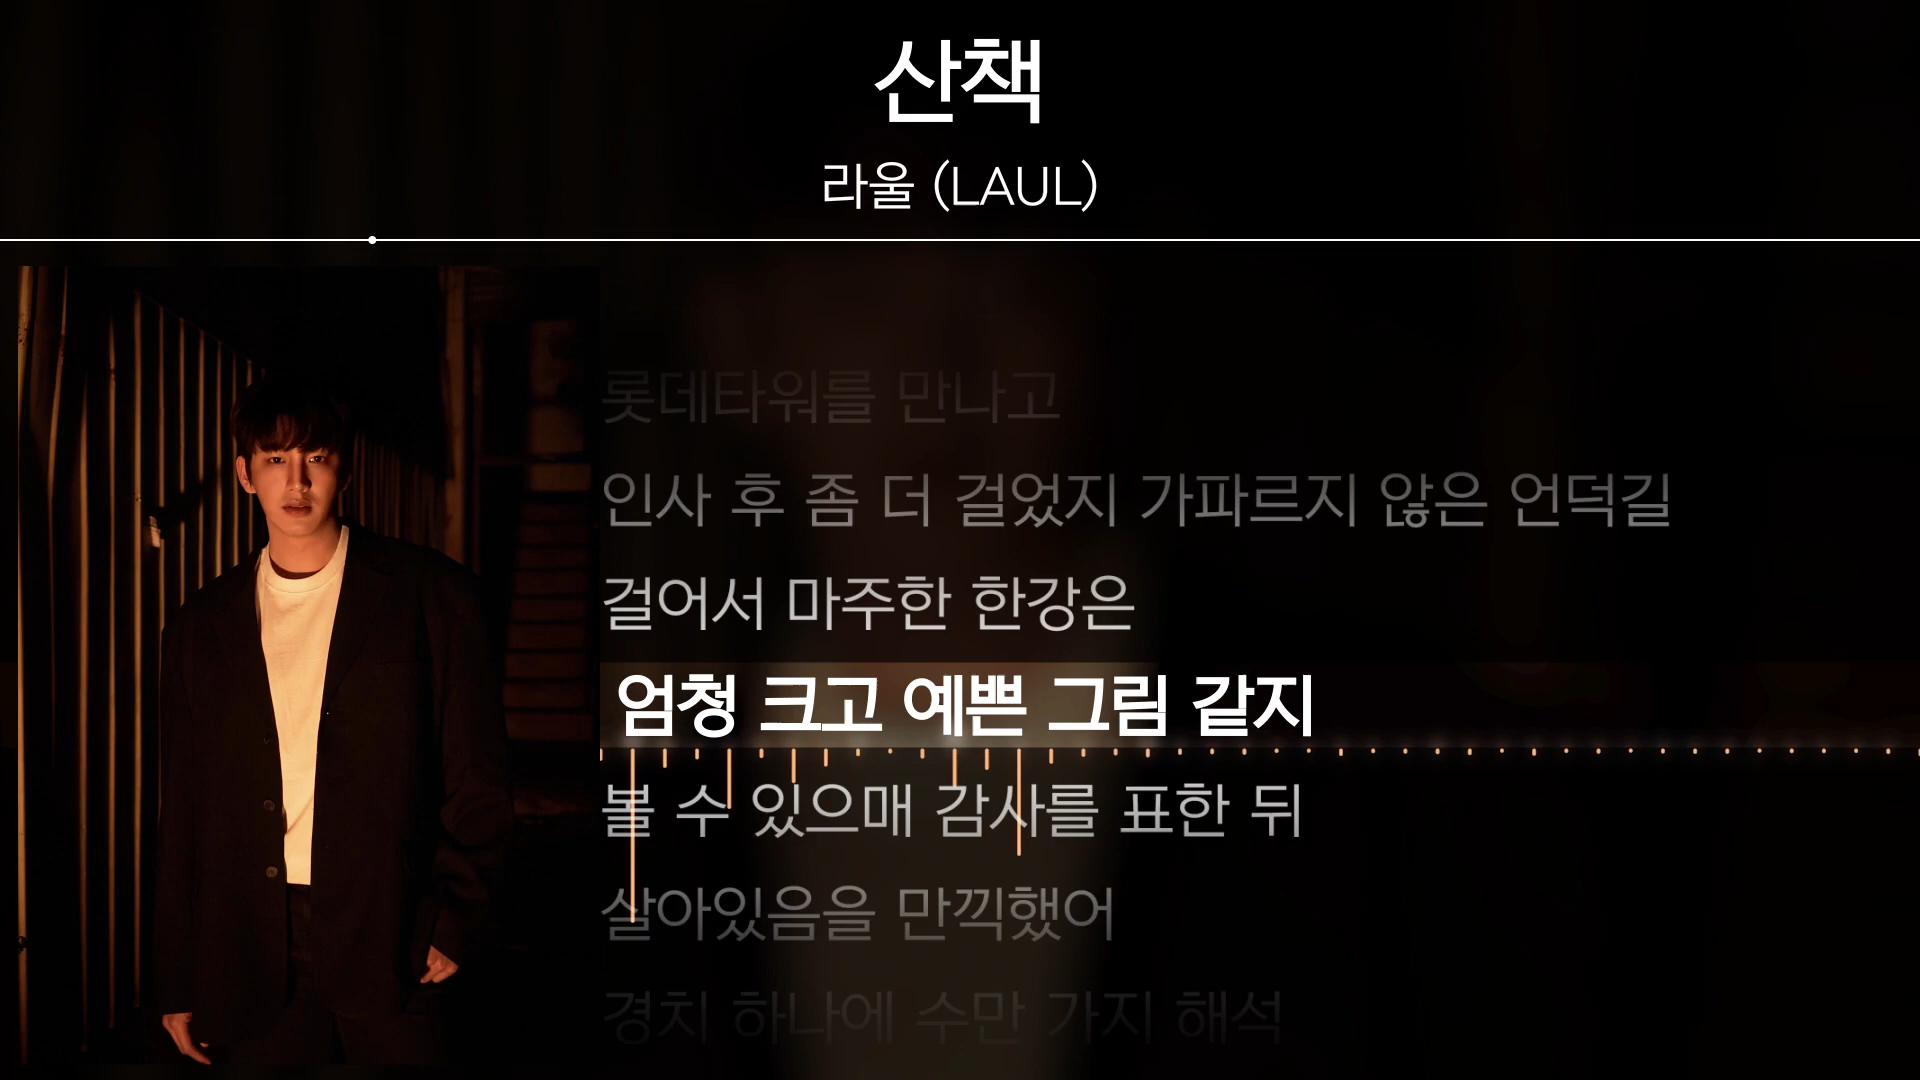 산책
라울 (LAUL)
롯데타워를 만나고
인사 후 좀 더 걸었지 가파르지 않은 언덕길
걸어서 마주한 한강은
엄청 크고 예쁜 그림 같지
볼 수 있으매 감사를 표한 뒤
살아있음을 만끽했어
경치 하나에 수만 가지 해석